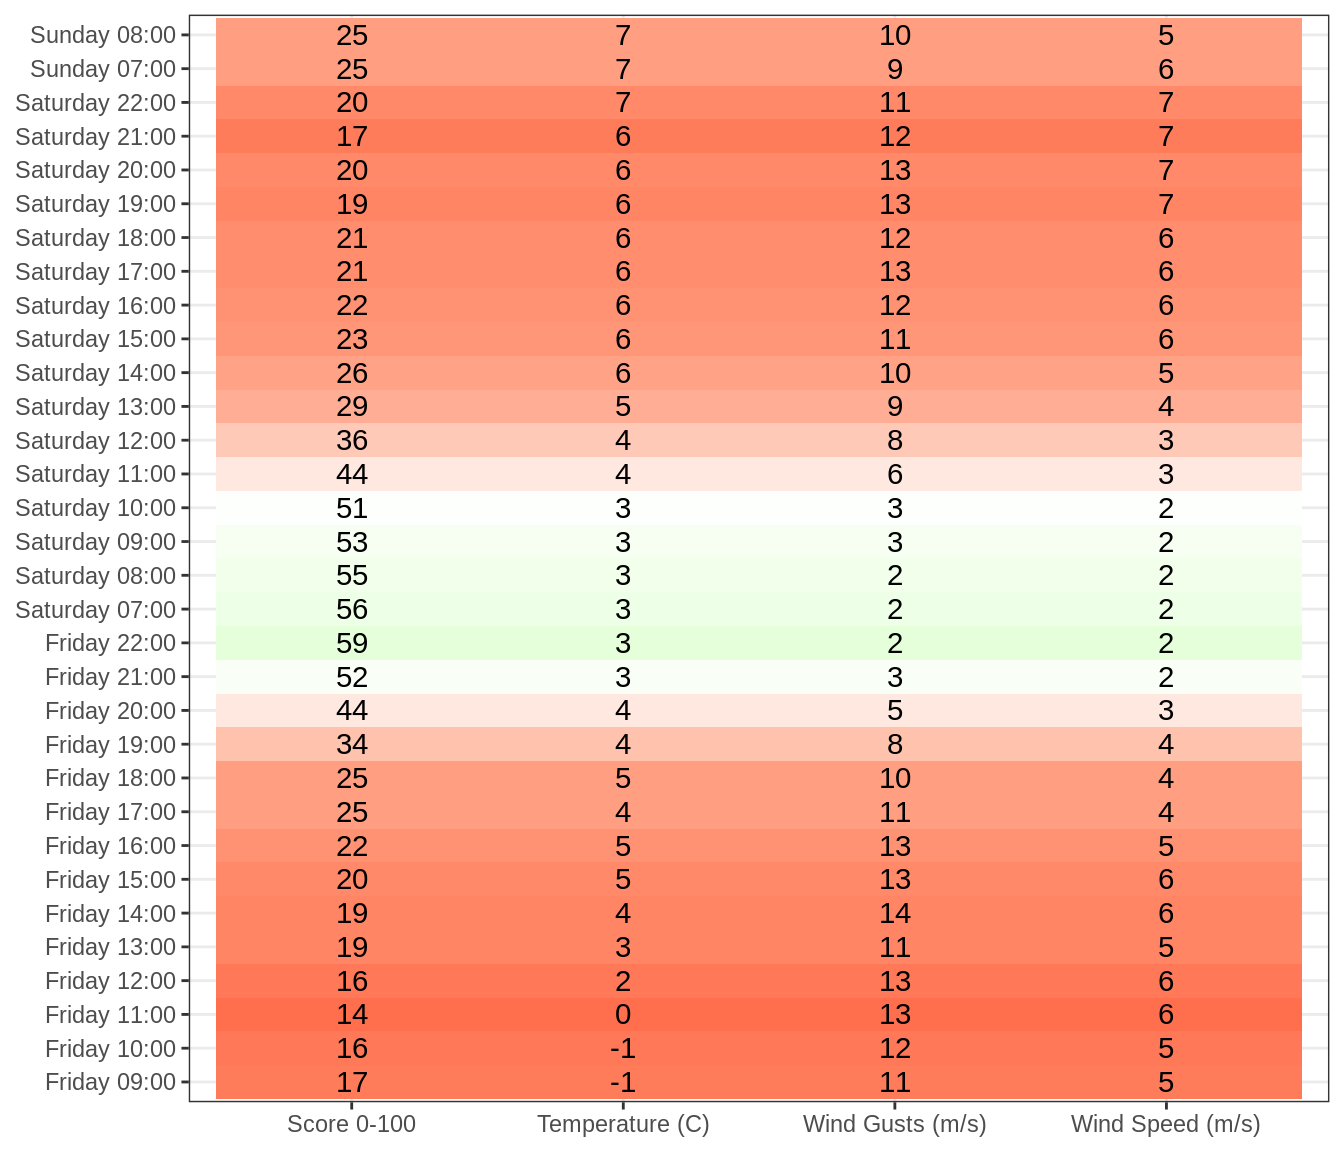 Sunday 08:00 25 7 10 5
Sunday 07:00 25 7 9 6
Saturday 22:00 20 7 11 7
Saturday 21:00 17 6 12 7
Saturday 20:00 20 6 13 7
Saturday 19:00 19 6 13 7
Saturday 18:00 21 6 12 6
Saturday 17:00 21 6 13 6
Saturday 16:00 22 6 12 6
Saturday 15:00 23 6 11 6
Saturday 14:00 26 6 10 5
Saturday 13:00 29 5 9 4
Saturday 12:00 36 4 8 3
Saturday 11:00 44 4 6 3
Saturday 10:00 51 3 3 2
Saturday 09:00 53 3 3 2
Saturday 08:00 55 3 2 2
Saturday 07:00 56 3 2 2
Friday 22:00 59 3 2 2
Friday 21:00 52 3 3 2
Friday 20:00 44 4 5 3
Friday 19:00 34 4 8 4
Friday 18:00 25 5 10 4
Friday 17:00 25 4 11 4
Friday 16:00 22 5 13 5
Friday 15:00 20 5 13 6
Friday 14:00 19 4 14 6
Friday 13:00 19 3 11 5
Friday 12:00 16 2 13 6
Friday 11:00 14 0 13 6
Friday 10:00 16 -1 12 5
Friday 09:00 17 -1 11 5
Score 0-100 Temperature (C) Wind Gusts (m/s) Wind Speed (m/s)